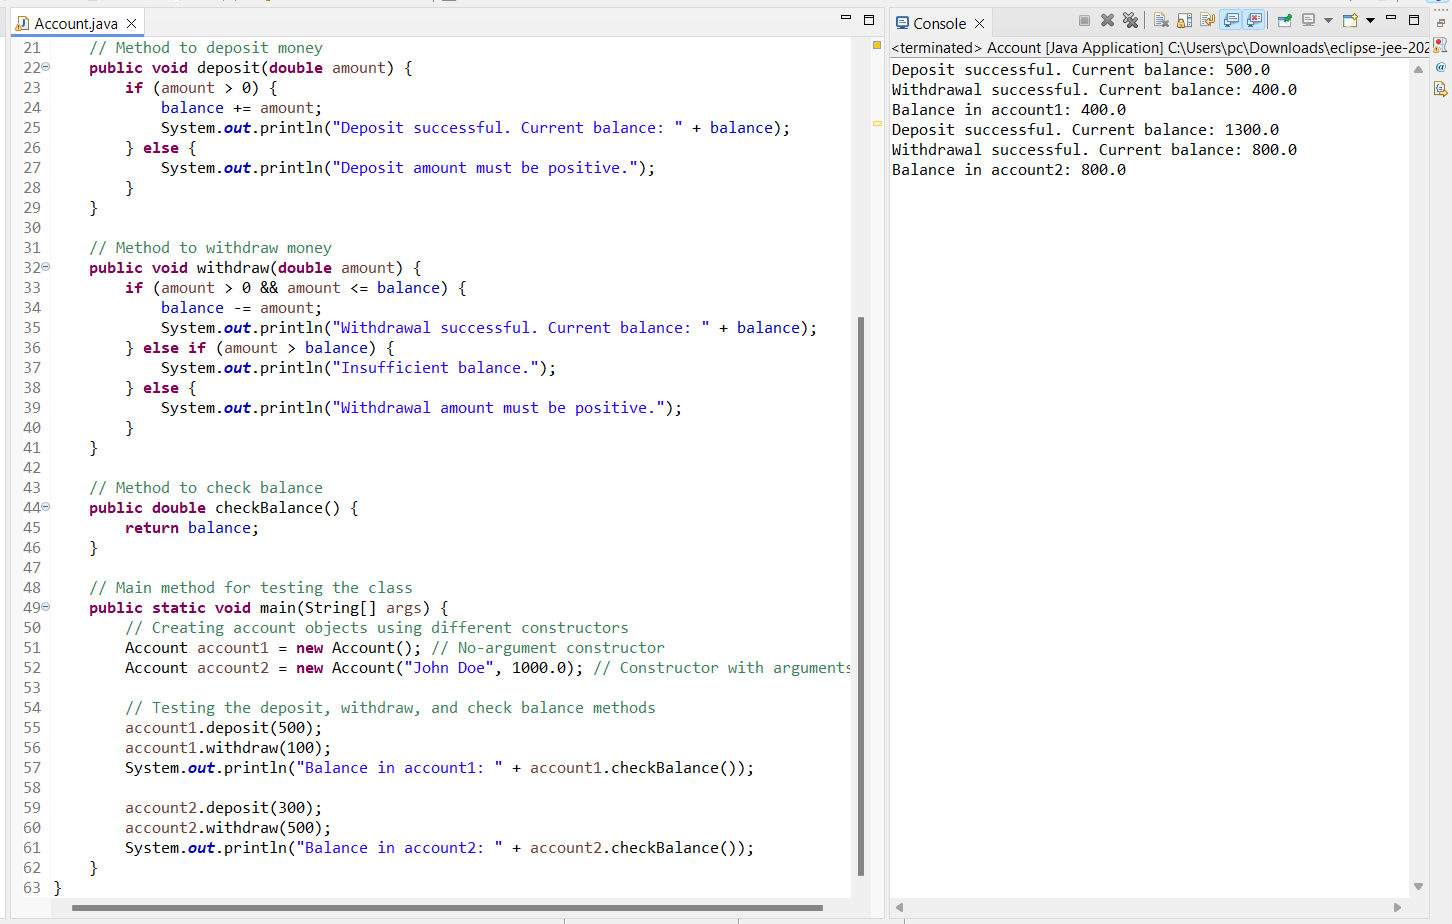 Account.java
21 // Method to deposit money
22 public void deposit(double amount) {
23 if (amount > 0) {
24 balance += amount;
25 System.out.println("Deposit successful. Current balance: " + balance);
26 } else {
27 System.out.println("Deposit amount must be positive.");
28 }
29 }
30
31 // Method to withdraw money
32 public void withdraw(double amount) {
33 if (amount > 0 && amount <= balance) {
34 balance -= amount;
35 System.out.println("Withdrawal successful. Current balance: " + balance);
36 } else if (amount > balance) {
37 System.out.println("Insufficient balance.");
38 } else {
39 System.out.println("Withdrawal amount must be positive.");
40 }
41 }
42
43 // Method to check balance
44 public double checkBalance() {
45 return balance;
46 }
47
48 // Main method for testing the class
49 public static void main(String[] args) {
50 // Creating account objects using different constructors
51 Account account1 = new Account(); // No-argument constructor
52 Account account2 = new Account("John Doe", 1000.0); // Constructor with arguments
53
54 // Testing the deposit, withdraw, and check balance methods
55 account1.deposit(500);
56 account1.withdraw(100);
57 System.out.println("Balance in account1: " + account1.checkBalance());
58
59 account2.deposit(300);
60 account2.withdraw(500);
61 System.out.println("Balance in account2: " + account2.checkBalance());
62 }
63 }
Console
<terminated> Account [Java Application] C:\Users\pc\Downloads\eclipse-jee-202
Deposit successful. Current balance: 500.0
Withdrawal successful. Current balance: 400.0
Balance in account1: 400.0
Deposit successful. Current balance: 1300.0
Withdrawal successful. Current balance: 800.0
Balance in account2: 800.0